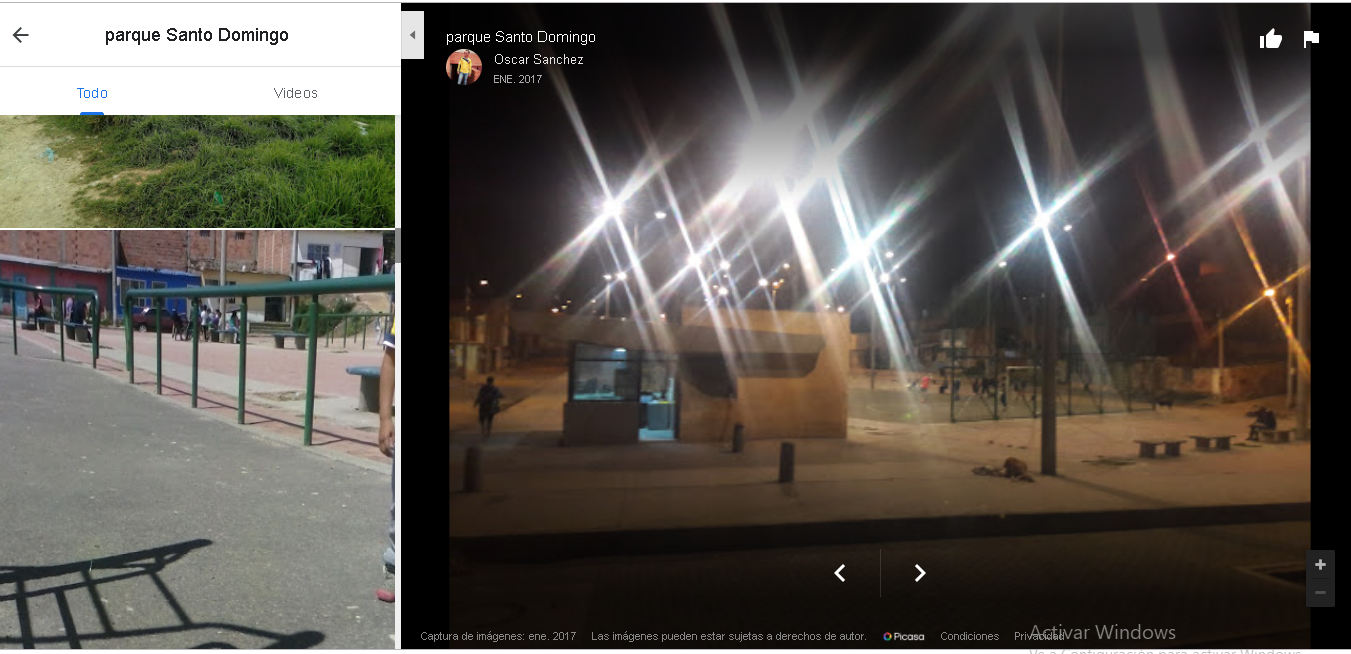 parque Santo Domingo
Todo
Videos
parque Santo Domingo
Oscar Sanchez
ENE. 2017
Captura de imágenes: ene. 2017 Las imágenes pueden estar sujetas a derechos de autor. Picasa Condiciones Privacidad
Activar Windows
Ve a Configuración para activar Windows.